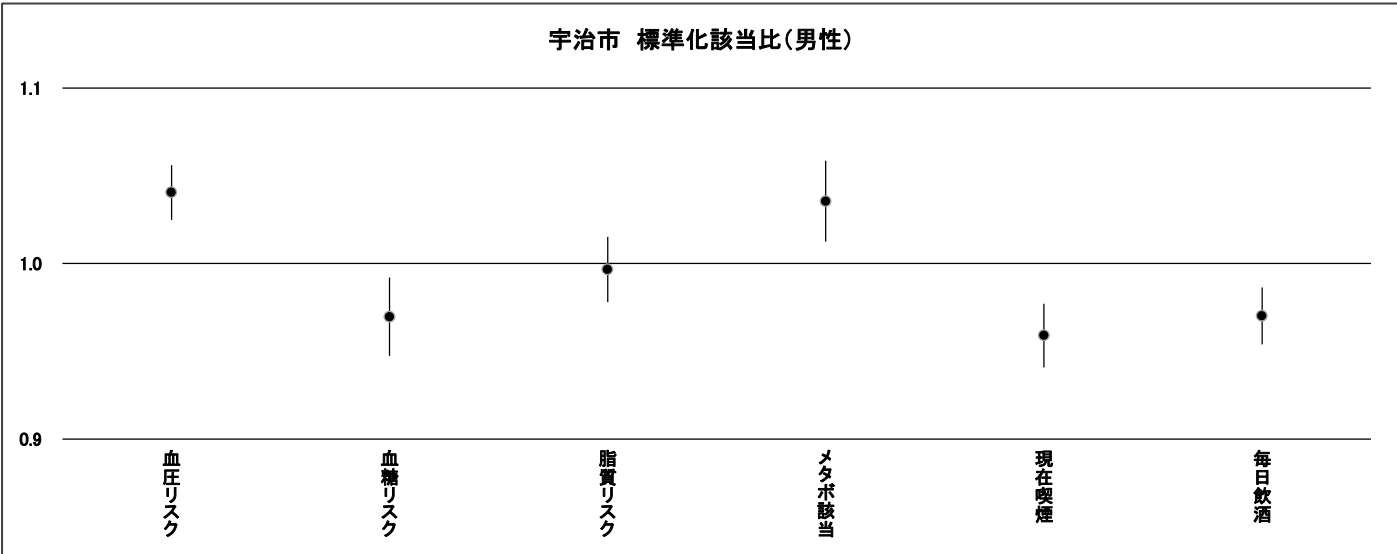 宇治市　標準化該当比（男性）
1.1
1.0
0.9
血圧リスク
血糖リスク
脂質リスク
メタボ該当
現在喫煙
毎日飲酒